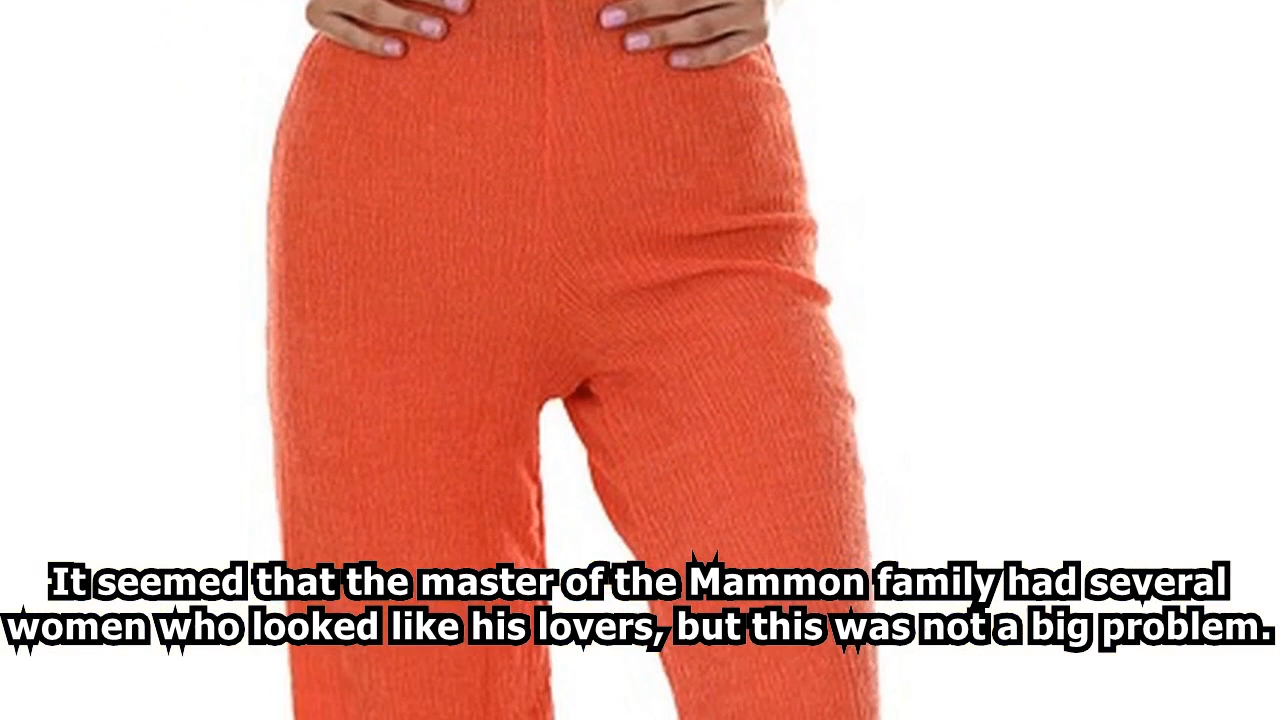 It seemed that the master of the Mammon family had several
women who looked like his lovers, but this was not a big problem.